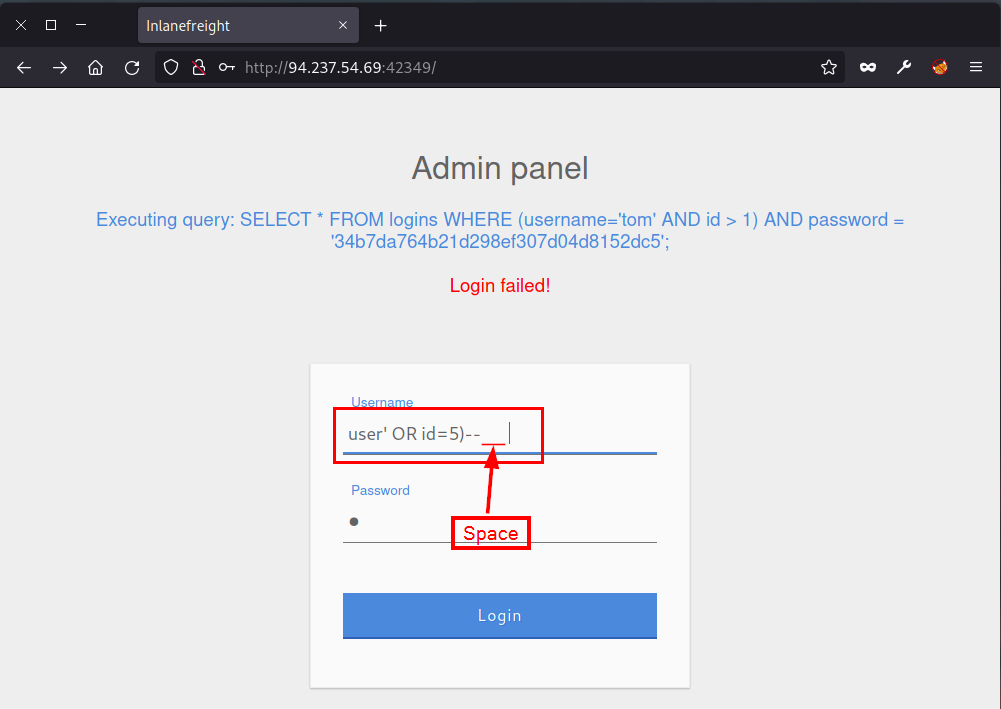 Inlanefreight
http://94.237.54.69:42349/
Admin panel
Executing query: SELECT * FROM logins WHERE (username='tom' AND id > 1) AND password =
'34b7da764b21d298ef307d04d8152dc5';
Login failed!
Username
user' OR id=5)--
Password
Space
Login